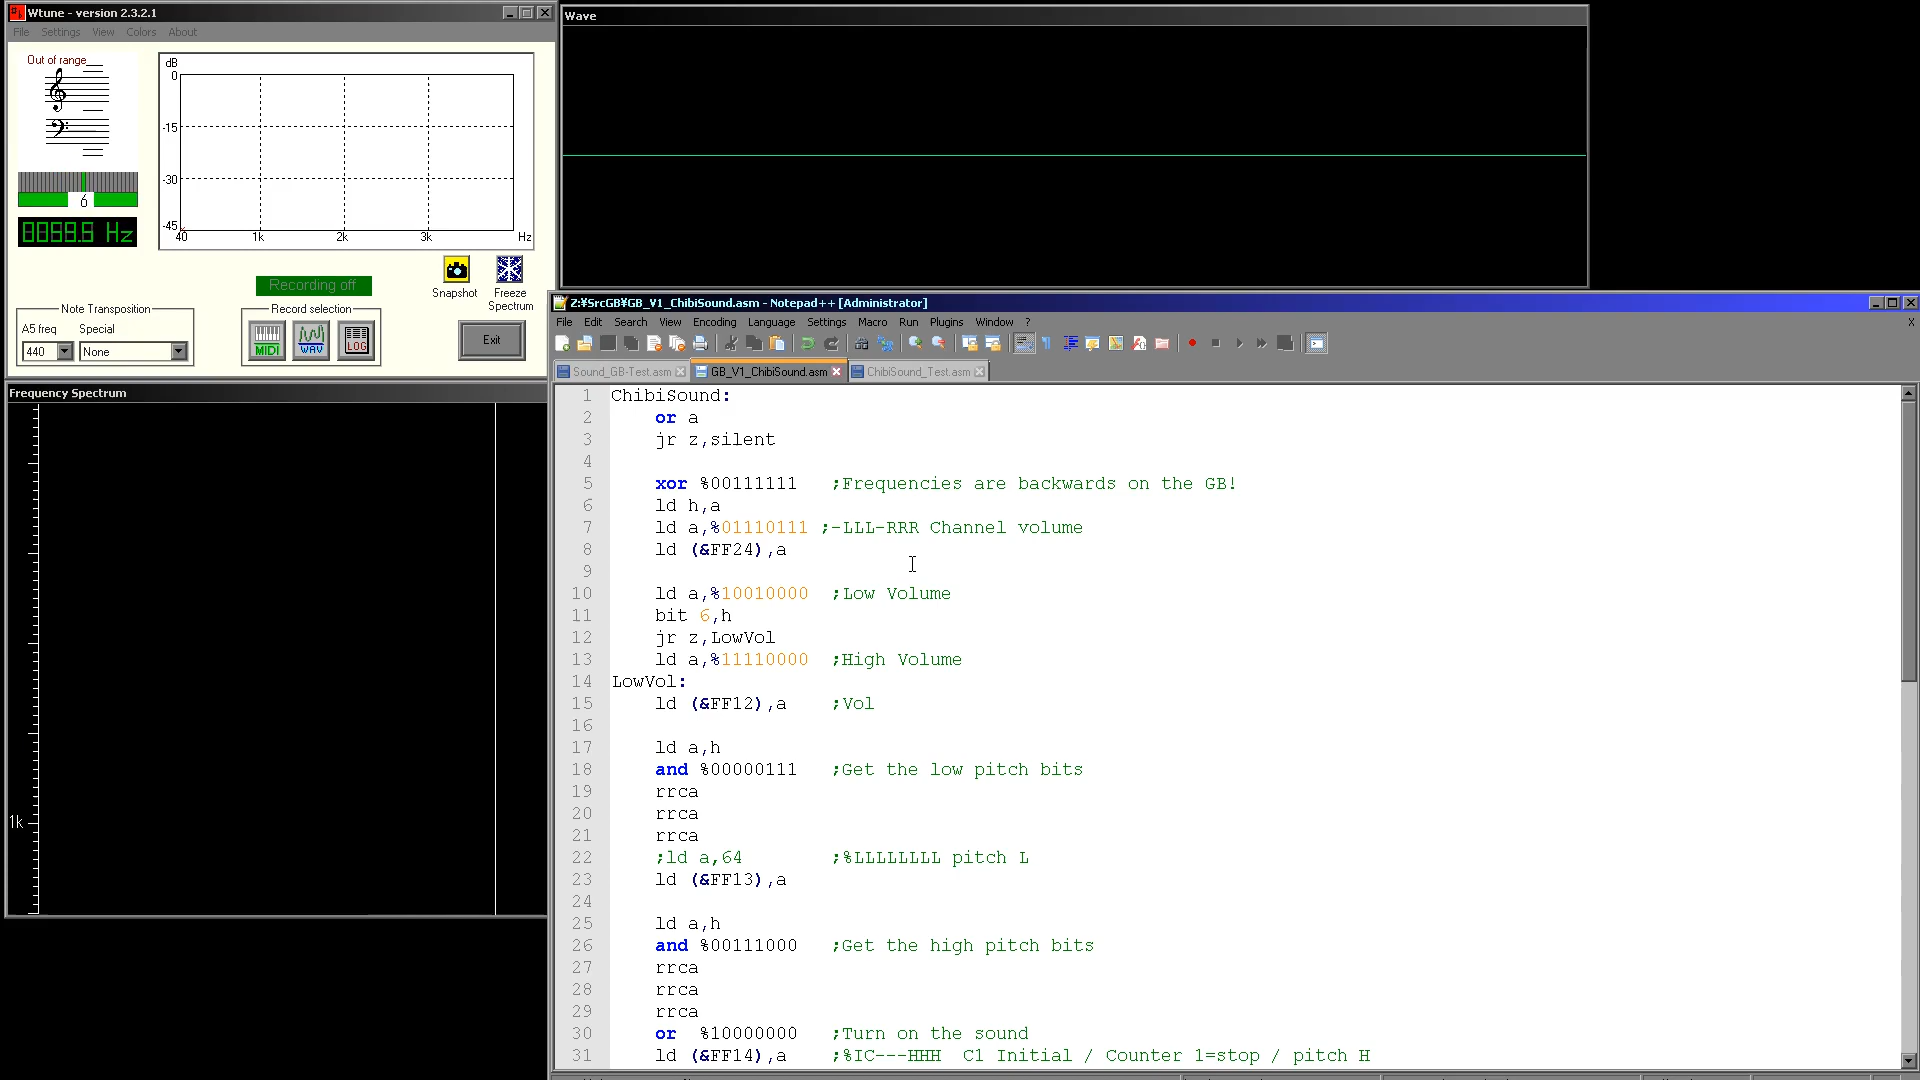 Wtune - version 2.3.2.1
File Settings View Colors About
Out of range
6
0059.5 Hz
dB
0
-15
-30
-45
40 1k 2k 3k Hz
Recording off
Snapshot
Freeze Spectrum
Note Transposition
A5 freq Special
440 None
Record selection
MIDI WAV LOG
Exit
Wave
Frequency Spectrum
1k
Z:¥SrcGB¥GB_V1_ChibiSound.asm - Notepad++ [Administrator]
File Edit Search View Encoding Language Settings Macro Run Plugins Window ? X
Sound_GB-Test.asm GB_V1_ChibiSound.asm ChibiSound_Test.asm
1 ChibiSound:
2 or a
3 jr z,silent
4
5 xor %00111111 ;Frequencies are backwards on the GB!
6 ld h,a
7 ld a,%01110111 ;-LLL-RRR Channel volume
8 ld (&FF24),a
9
10 ld a,%10010000 ;Low Volume
11 bit 6,h
12 jr z,LowVol
13 ld a,%11110000 ;High Volume
14 LowVol:
15 ld (&FF12),a ;Vol
16
17 ld a,h
18 and %00000111 ;Get the low pitch bits
19 rrca
20 rrca
21 rrca
22 ;ld a,64 ;%LLLLLLLL pitch L
23 ld (&FF13),a
24
25 ld a,h
26 and %00111000 ;Get the high pitch bits
27 rrca
28 rrca
29 rrca
30 or %10000000 ;Turn on the sound
31 ld (&FF14),a ;%IC---HHH C1 Initial / Counter 1=stop / pitch H